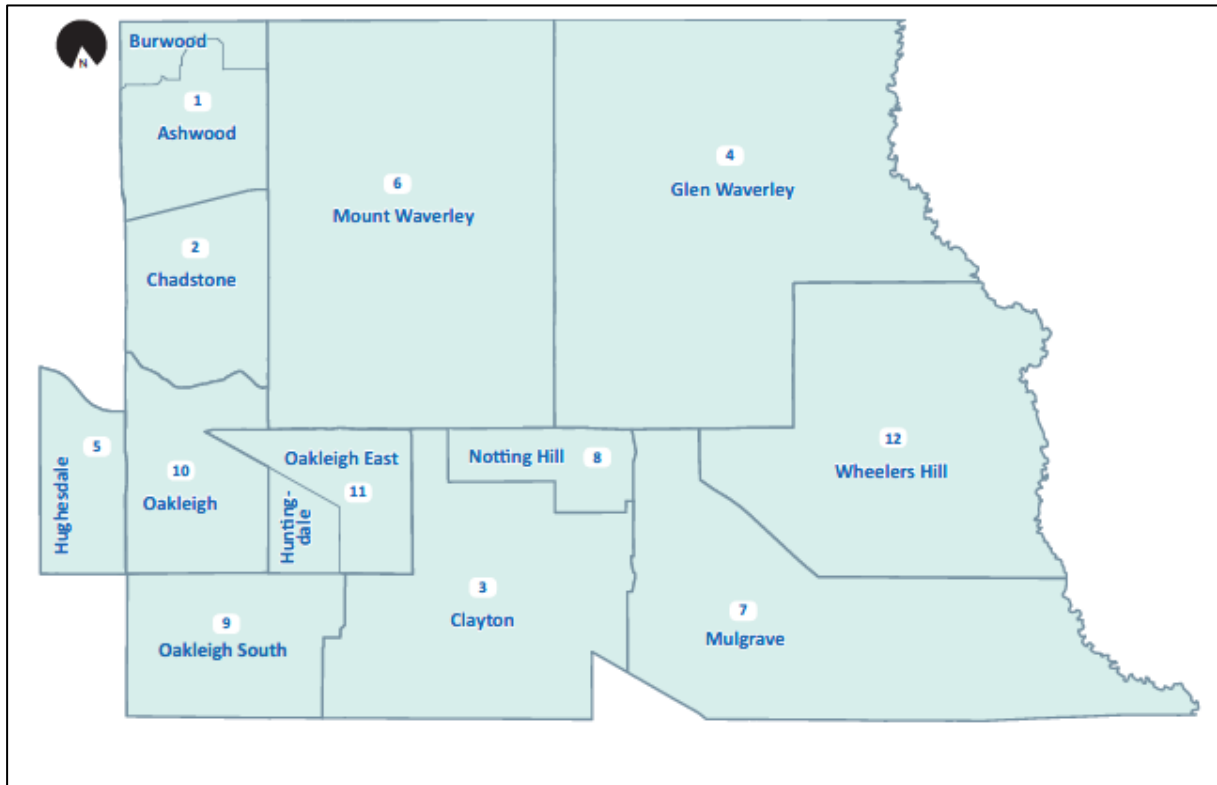 Burwood
N
1
Ashwood
4
Glen Waverley
6
Mount Waverley
2
Chadstone
5
Hughesdale
10
Oakleigh
Oakleigh East
11
Hunting-
dale
Notting Hill 8
12
Wheelers Hill
3
Clayton
7
Mulgrave
9
Oakleigh South